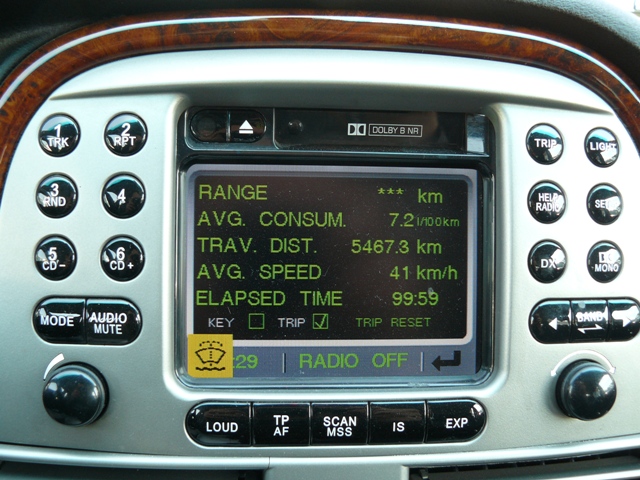 DOLBY B NR
1 TRK
2 RPT
3 RND
4
5 CD-
6 CD+
MODE
AUDIO MUTE
RANGE *** km
AVG. CONSUM. 7.2 l/100km
TRAV. DIST. 5467.3 km
AVG. SPEED 41 km/h
ELAPSED TIME 99:59
KEY TRIP TRIP RESET
:29 RADIO OFF
TRIP
LIGHT
HELP RADIO
DX
MONO
BAND
LOUD
TP AF
SCAN MSS
IS
EXP